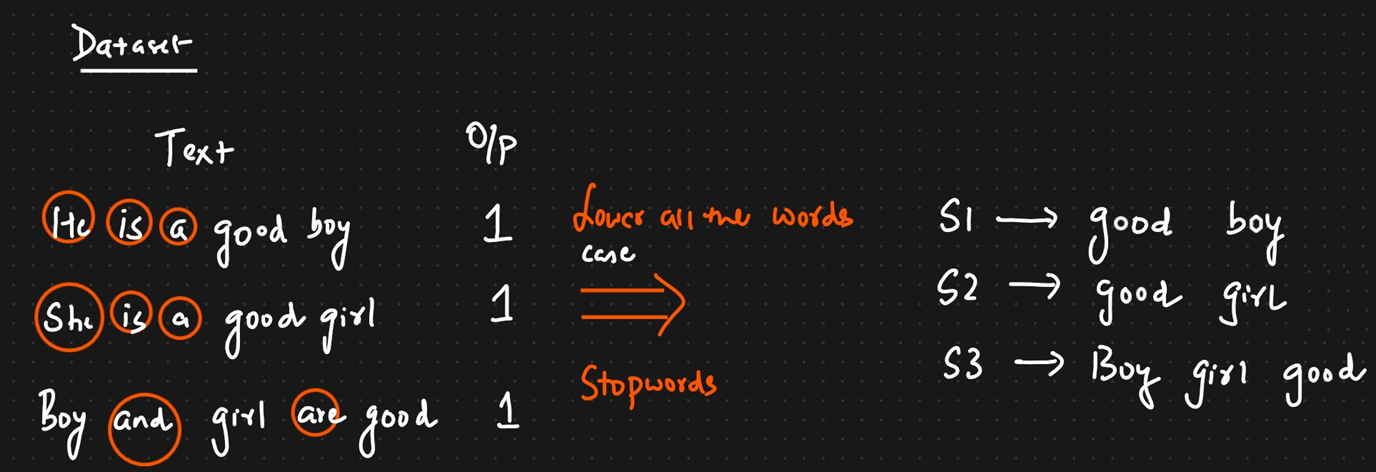 Dataset
Text O/P
He is a good boy 1
Lower all the words
case
S1 → good boy
She is a good girl 1
S2 → good girl
Stopwords
S3 → Boy girl good
Boy and girl are good 1